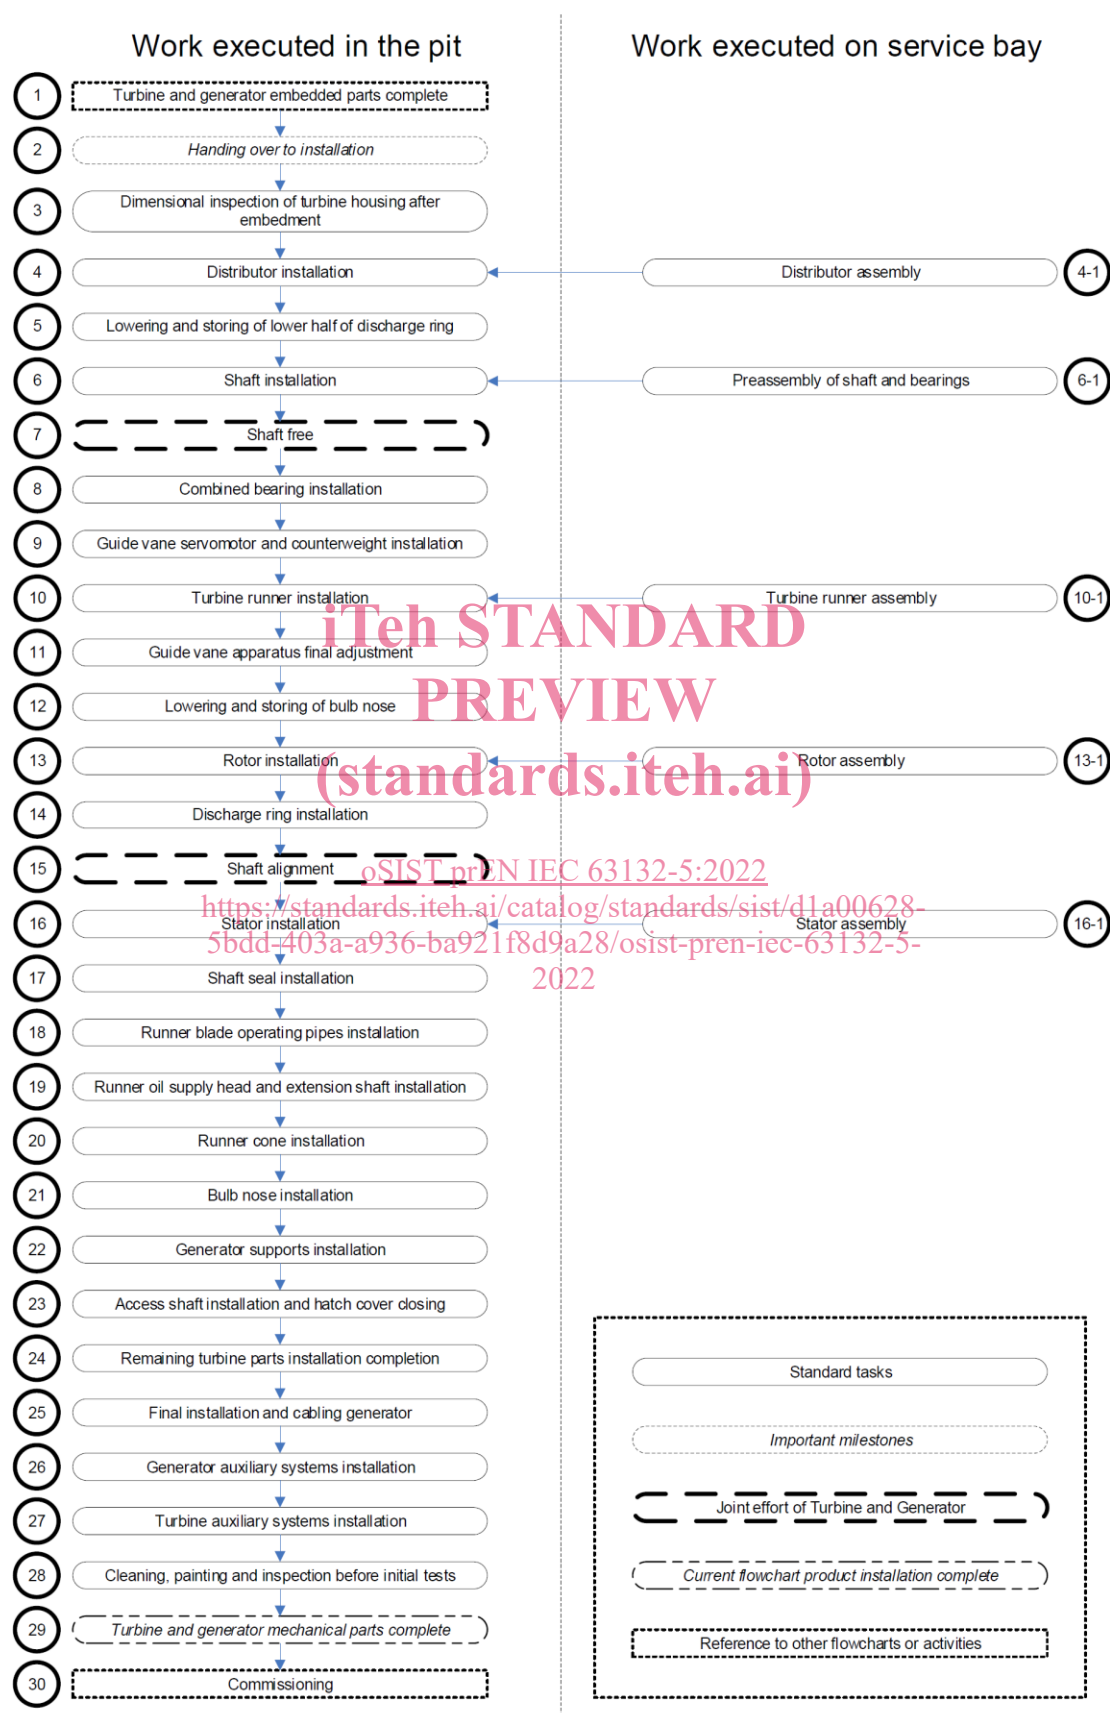 Work executed in the pit
Work executed on service bay
1
Turbine and generator embedded parts complete
2
Handing over to installation
3
Dimensional inspection of turbine housing after
embedment
4
Distributor installation
Distributor assembly
4-1
5
Lowering and storing of lower half of discharge ring
6
Shaft installation
Preassembly of shaft and bearings
6-1
7
Shaft free
8
Combined bearing installation
9
Guide vane servomotor and counterweight installation
10
Turbine runner installation
Turbine runner assembly
10-1
iTeh STANDARD
11
Guide vane apparatus final adjustment
12
Lowering and storing of bulb nose
PREVIEW
13
Rotor installation
Rotor assembly
13-1
(standards.iteh.ai)
14
Discharge ring installation
15
Shaft alignment
oSIST prEN IEC 63132-5:2022
https://standards.iteh.ai/catalog/standards/sist/d1a00628-
16
Stator installation
Stator assembly
16-1
5bdd-403a-a936-ba921f8d9a28/osist-pren-iec-63132-5-
17
Shaft seal installation
2022
18
Runner blade operating pipes installation
19
Runner oil supply head and extension shaft installation
20
Runner cone installation
21
Bulb nose installation
22
Generator supports installation
23
Access shaft installation and hatch cover closing
24
Remaining turbine parts installation completion
25
Final installation and cabling generator
26
Generator auxiliary systems installation
27
Turbine auxiliary systems installation
28
Cleaning, painting and inspection before initial tests
29
Turbine and generator mechanical parts complete
30
Commissioning
Standard tasks
Important milestones
Joint effort of Turbine and Generator
Current flowchart product installation complete
Reference to other flowcharts or activities